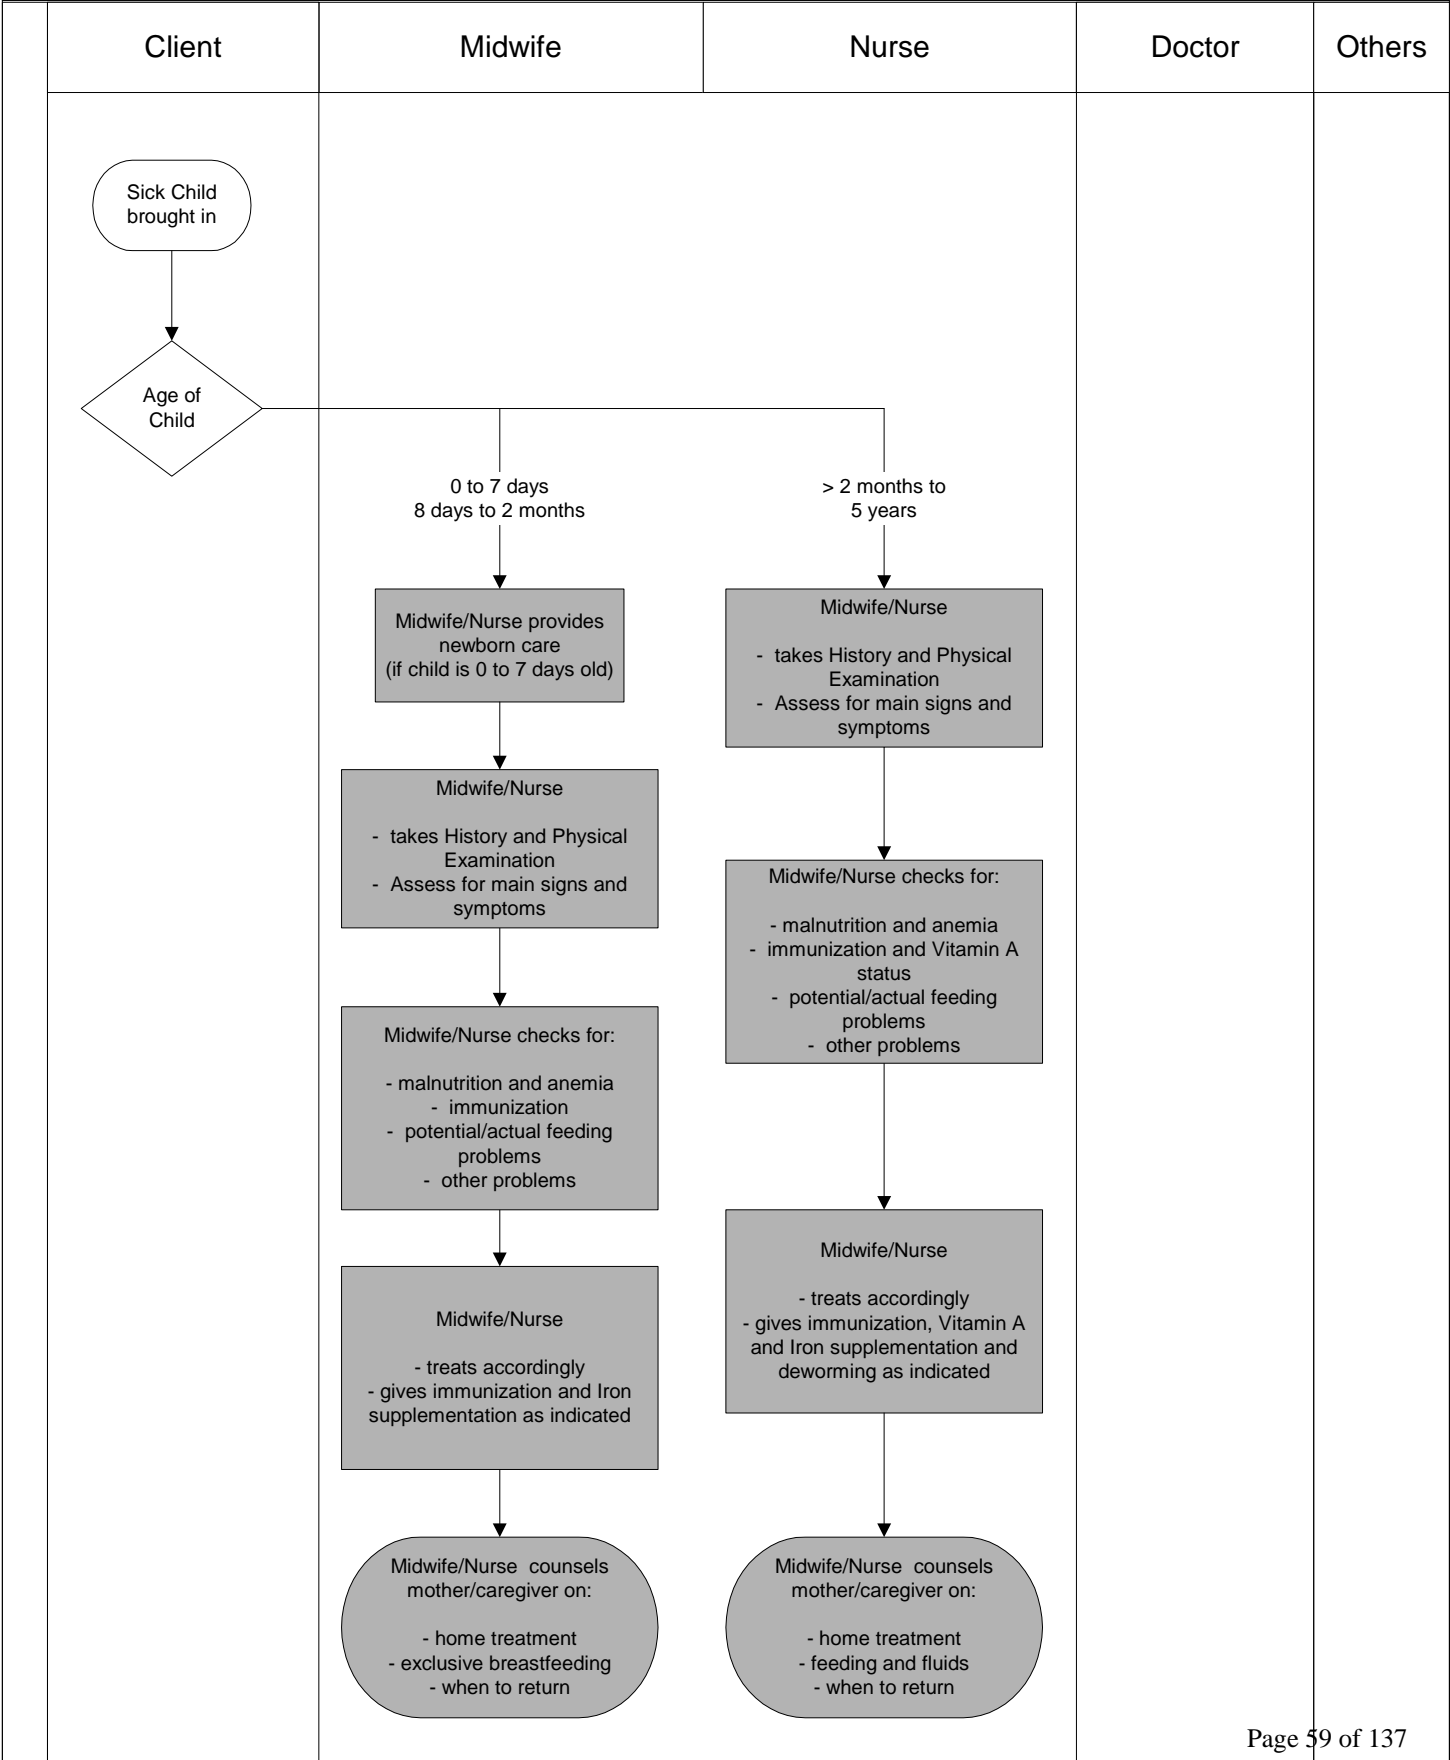 Client
Midwife
Nurse
Doctor
Others
Sick Child
brought in
Age of
Child
0 to 7 days
8 days to 2 months
> 2 months to
5 years
Midwife/Nurse provides
newborn care
(if child is 0 to 7 days old)
Midwife/Nurse
- takes History and Physical
Examination
- Assess for main signs and
symptoms
Midwife/Nurse checks for:
- malnutrition and anemia
- immunization
- potential/actual feeding
problems
- other problems
Midwife/Nurse
- treats accordingly
- gives immunization and Iron
supplementation as indicated
Midwife/Nurse counsels
mother/caregiver on:
- home treatment
- exclusive breastfeeding
- when to return
Midwife/Nurse
- takes History and Physical
Examination
- Assess for main signs and
symptoms
Midwife/Nurse checks for:
- malnutrition and anemia
- immunization and Vitamin A
status
- potential/actual feeding
problems
- other problems
Midwife/Nurse
- treats accordingly
- gives immunization, Vitamin A
and Iron supplementation and
deworming as indicated
Midwife/Nurse counsels
mother/caregiver on:
- home treatment
- feeding and fluids
- when to return
Page 59 of 137